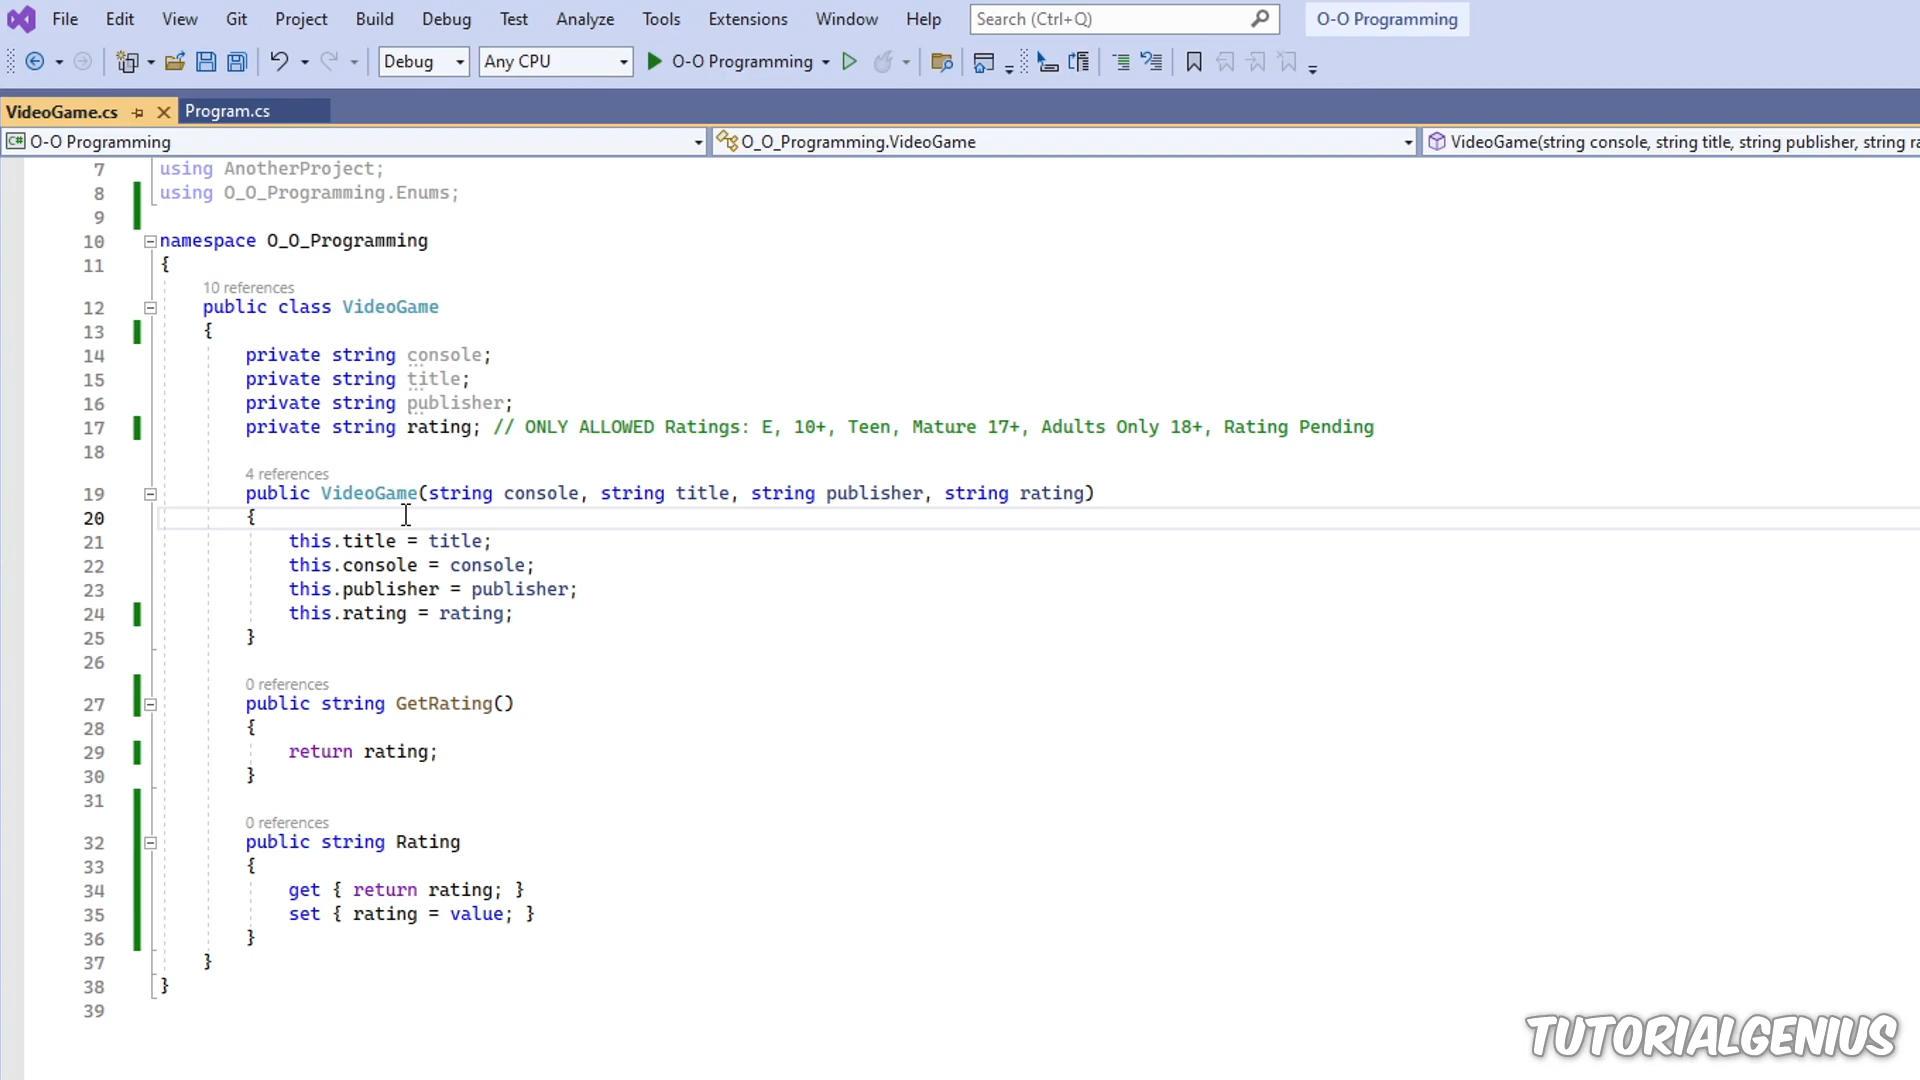 File Edit View Git Project Build Debug Test Analyze Tools Extensions Window Help Search (Ctrl+Q) O-O Programming
Debug Any CPU O-O Programming
VideoGame.cs Program.cs
C# O-O Programming O_O_Programming.VideoGame VideoGame(string console, string title, string publisher, string ra
7 using AnotherProject;
8 using O_O_Programming.Enums;
9
10 namespace O_O_Programming
11 {
10 references
12 public class VideoGame
13 {
14 private string console;
15 private string title;
16 private string publisher;
17 private string rating; // ONLY ALLOWED Ratings: E, 10+, Teen, Mature 17+, Adults Only 18+, Rating Pending
18
4 references
19 public VideoGame(string console, string title, string publisher, string rating)
20 {
21 this.title = title;
22 this.console = console;
23 this.publisher = publisher;
24 this.rating = rating;
25 }
26
0 references
27 public string GetRating()
28 {
29 return rating;
30 }
31
0 references
32 public string Rating
33 {
34 get { return rating; }
35 set { rating = value; }
36 }
37 }
38 }
39
TUTORIALGENIUS